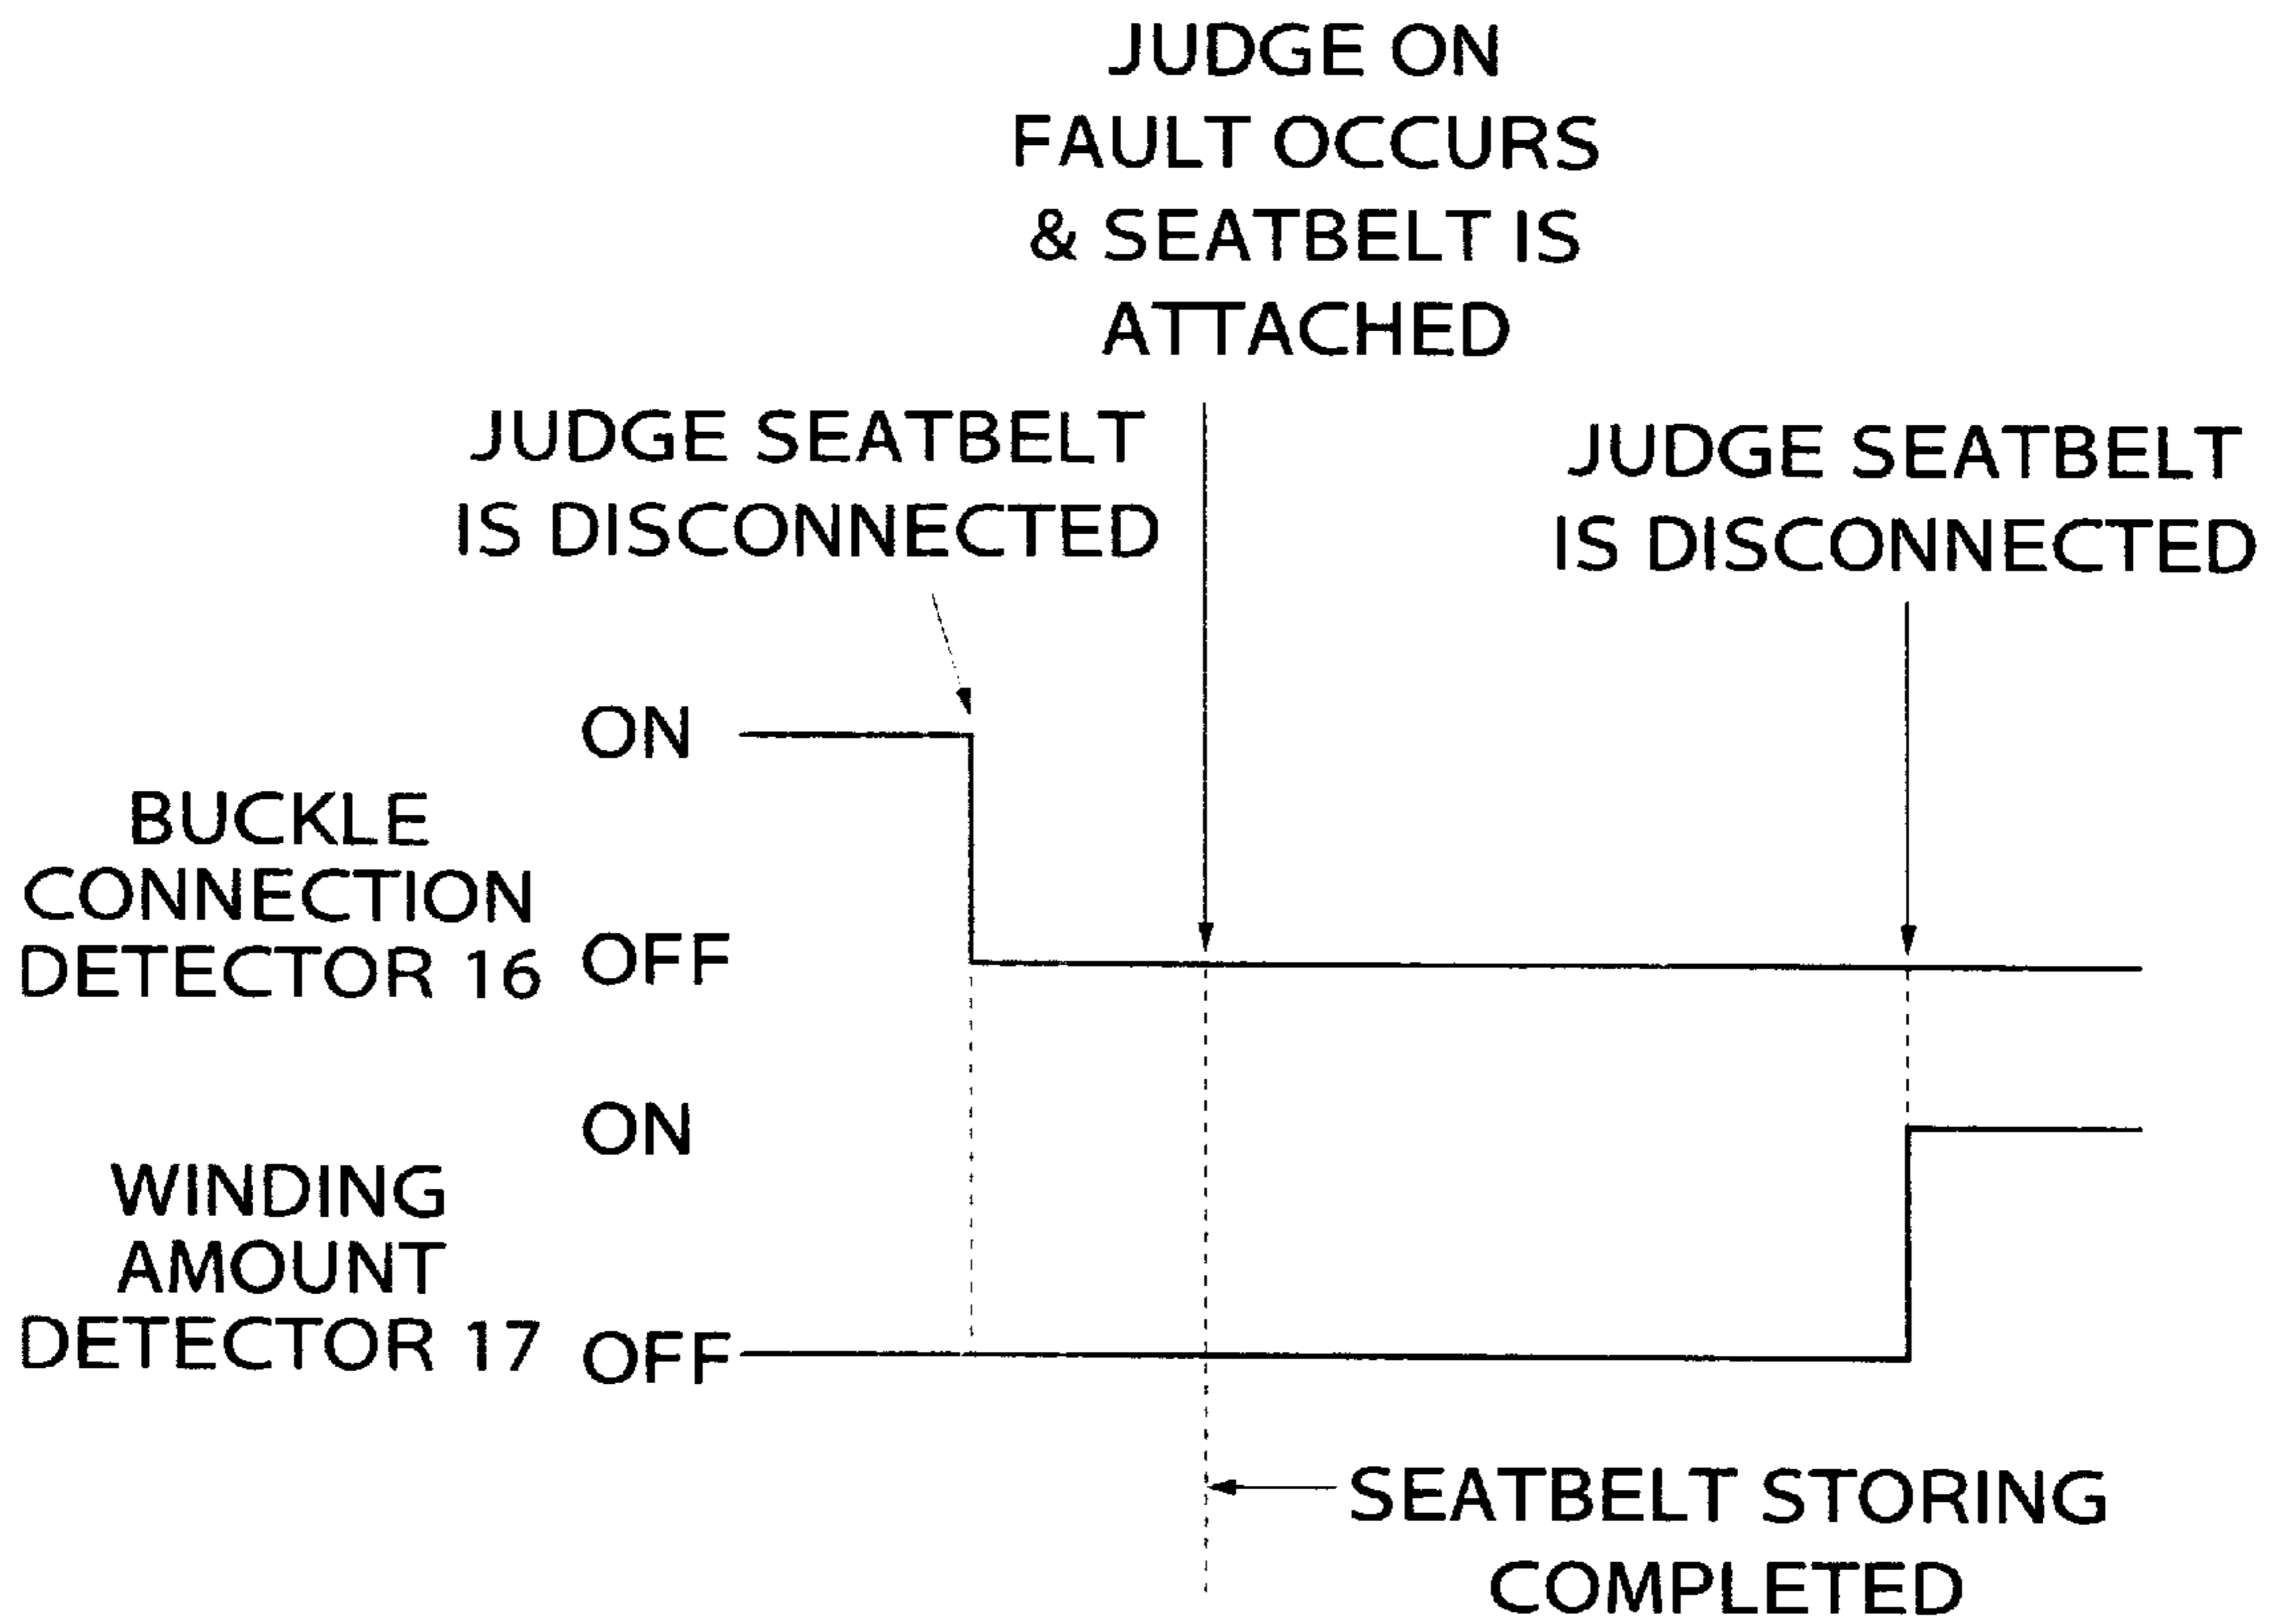 JUDGE ON
FAULT OCCURS
& SEATBELT IS
ATTACHED
JUDGE SEATBELT
IS DISCONNECTED
JUDGE SEATBELT
IS DISCONNECTED
ON
BUCKLE
CONNECTION
DETECTOR 16
OFF
ON
WINDING
AMOUNT
DETECTOR 17
OFF
SEATBELT STORING
COMPLETED